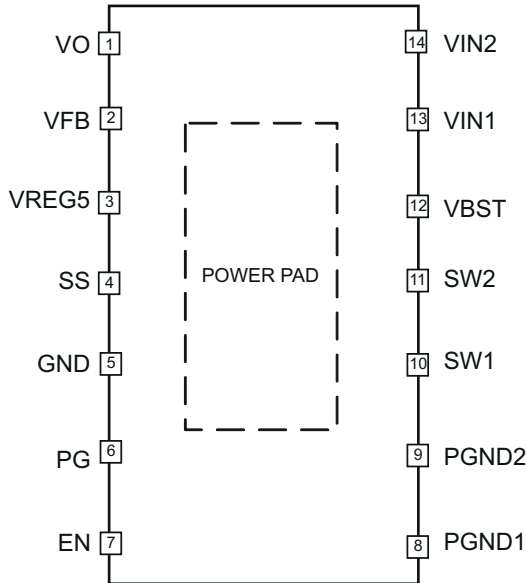 VO 1 14 VIN2
VFB 2 13 VIN1
VREG5 3 12 VBST
SS 4 POWER PAD 11 SW2
GND 5 10 SW1
PG 6 9 PGND2
EN 7 8 PGND1